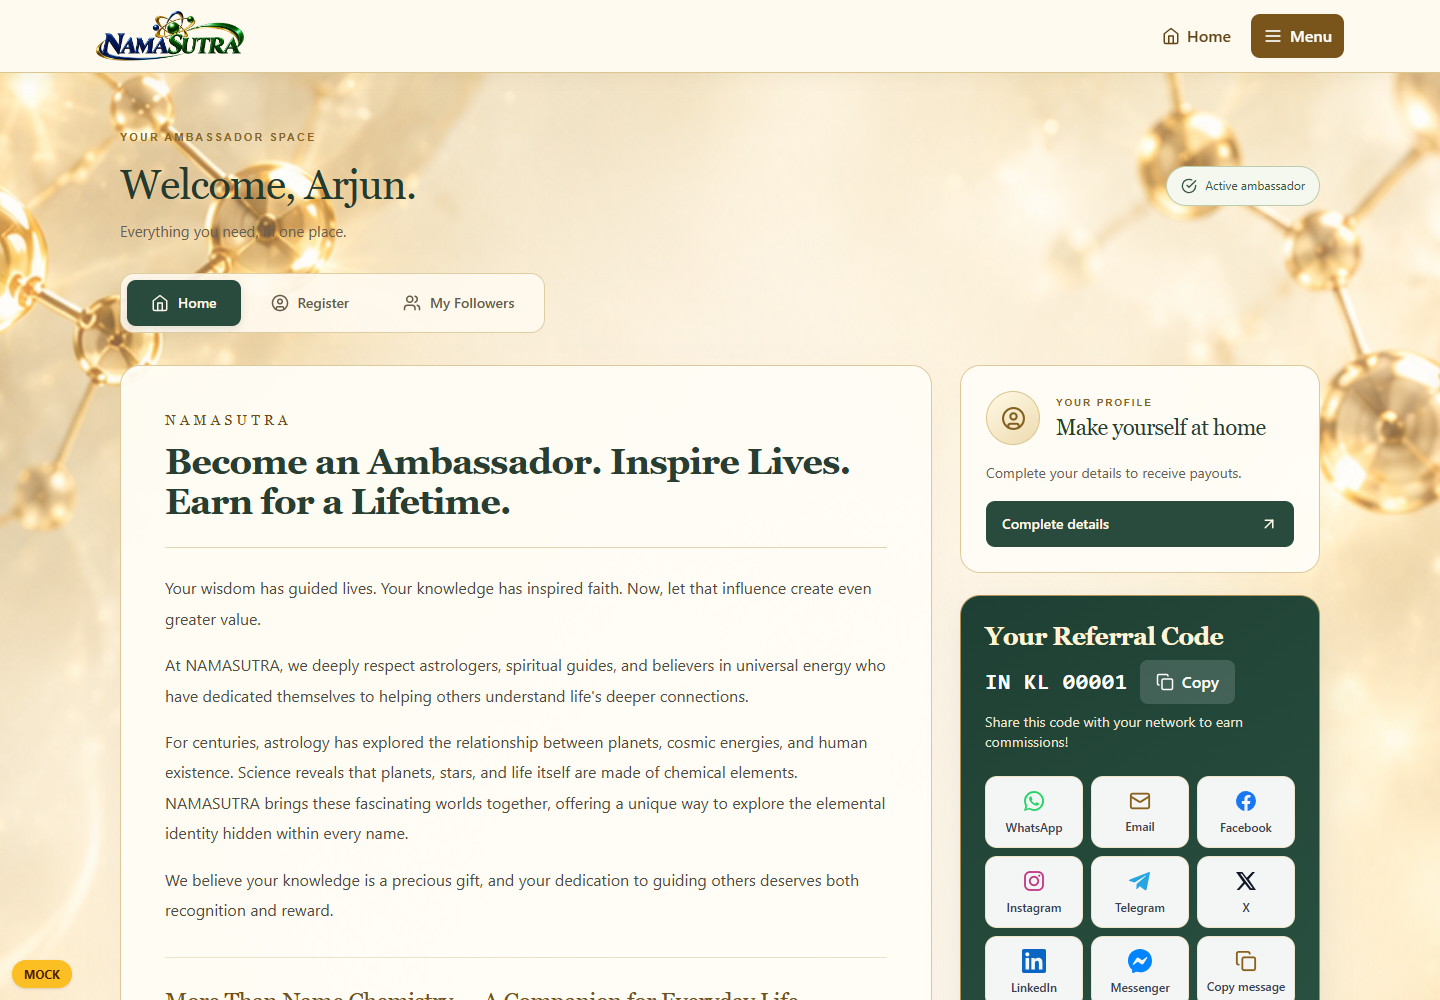 NAMASUTRA
Home
Menu
YOUR AMBASSADOR SPACE
Welcome, Arjun.
Everything you need, in one place.
Active ambassador
Home
Register
My Followers
NAMASUTRA
Become an Ambassador. Inspire Lives.
Earn for a Lifetime.
Your wisdom has guided lives. Your knowledge has inspired faith. Now, let that influence create even
greater value.
At NAMASUTRA, we deeply respect astrologers, spiritual guides, and believers in universal energy who
have dedicated themselves to helping others understand life's deeper connections.
For centuries, astrology has explored the relationship between planets, cosmic energies, and human
existence. Science reveals that planets, stars, and life itself are made of chemical elements.
NAMASUTRA brings these fascinating worlds together, offering a unique way to explore the elemental
identity hidden within every name.
We believe your knowledge is a precious gift, and your dedication to guiding others deserves both
recognition and reward.
More Than Name Chemistry — A Companion for Everyday Life
YOUR PROFILE
Make yourself at home
Complete your details to receive payouts.
Complete details
Your Referral Code
IN KL 00001
Copy
Share this code with your network to earn
commissions!
WhatsApp
Email
Facebook
Instagram
Telegram
X
LinkedIn
Messenger
Copy message
MOCK